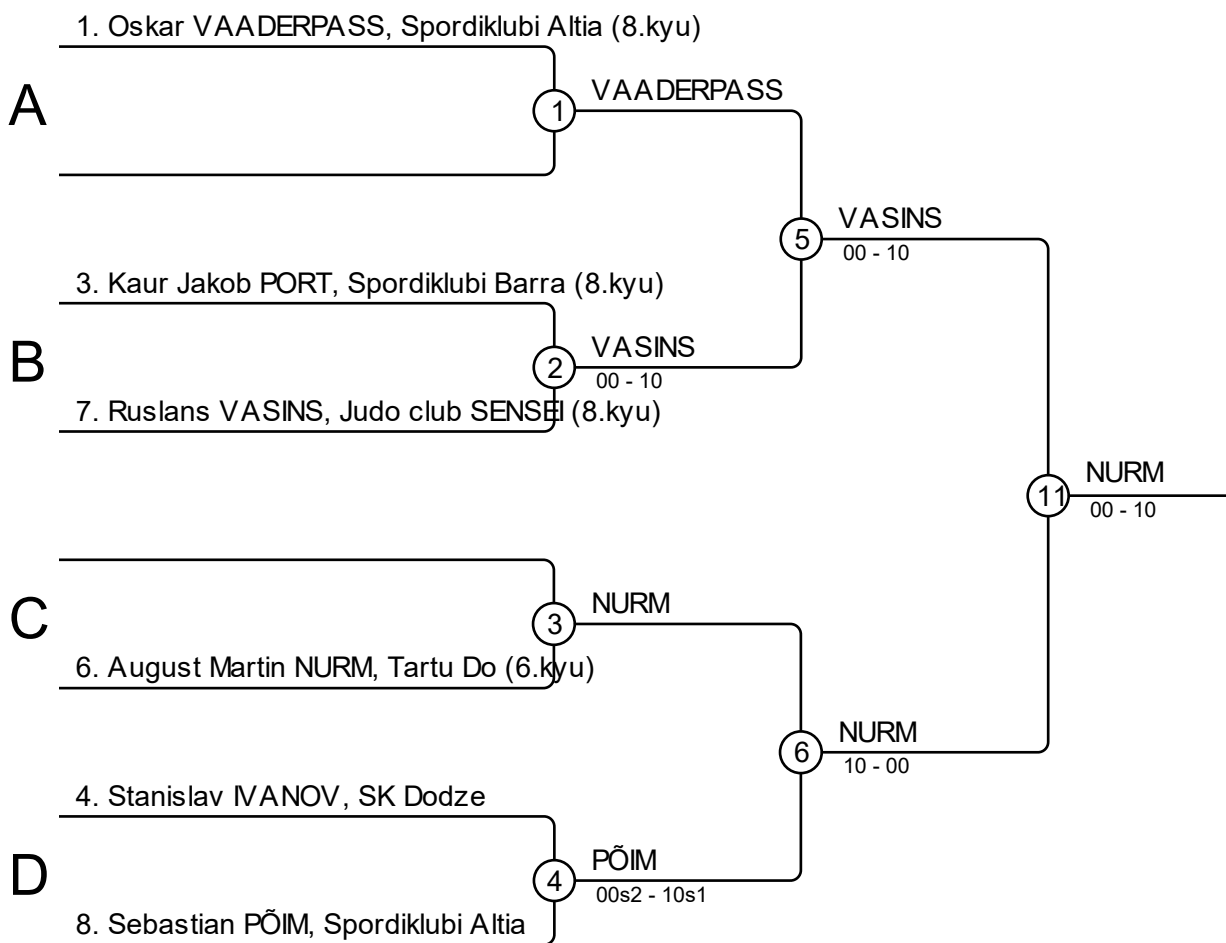 1. Oskar VAADERPASS, Spordiklubi Altia (8.kyu)
A
1
VAADERPASS
5
VASINS
00 - 10
3. Kaur Jakob PORT, Spordiklubi Barra (8.kyu)
B
2
VASINS
00 - 10
7. Ruslans VASINS, Judo club SENSEI (8.kyu)
11
NURM
00 - 10
C
3
NURM
6. August Martin NURM, Tartu Do (6.kyu)
6
NURM
10 - 00
4. Stanislav IVANOV, SK Dodze
D
4
PÕIM
00s2 - 10s1
8. Sebastian PÕIM, Spordiklubi Altia